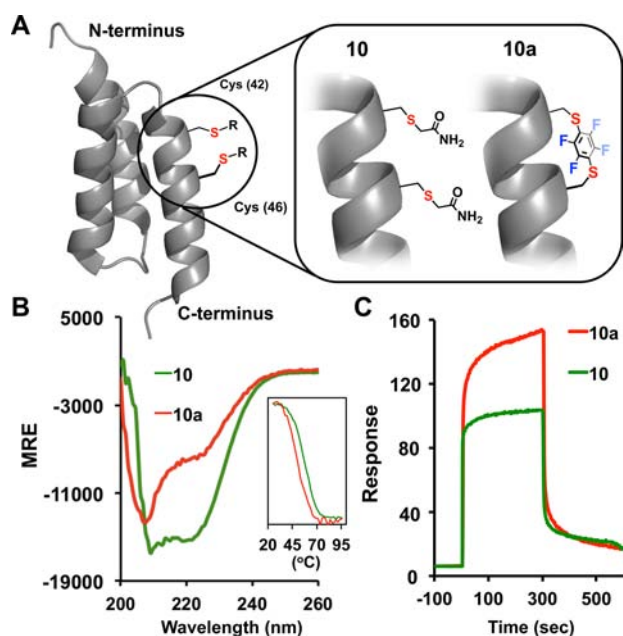 A
N-terminus
Cys (42)
S-R
S-R
Cys (46)
C-terminus
10
10a
S
O
NH2
S
O
NH2
S
F
F
F
F
S
B
5000
-3000
-11000
-19000
MRE
10
10a
20 45 70 95
(°C)
200 220 240 260
Wavelength (nm)
C
160
120
80
40
0
Response
10a
10
-100 100 300 500
Time (sec)